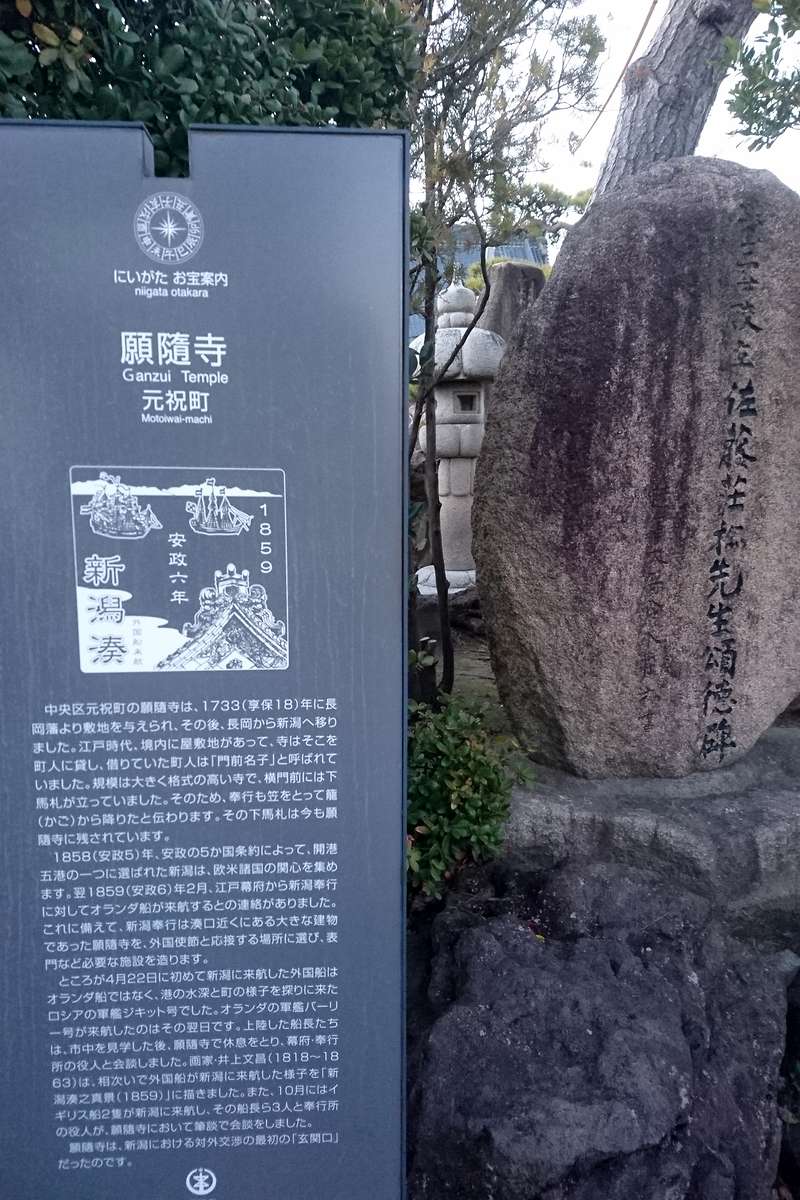 にいがた お宝案内
niigata otakara
願隨寺
Ganzui Temple
元祝町
Motoiwai-machi
1859
安政六年
新潟湊
外国船来航
中央区元祝町の願隨寺は、1733(享保18)年に長
岡藩より敷地を与えられ、その後、長岡から新潟へ移り
ました。江戸時代、境内に屋敷地があって、寺はそこを
町人に貸し、借りていた町人は「門前名子」と呼ばれて
いました。規模は大きく格式の高い寺で、横門前には下
馬札が立っていました。そのため、奉行も笠をとって籠
(かご)から降りたと伝わります。その下馬札は今も願
隨寺に残されています。
1858(安政5)年、安政の5か国条約によって、開港
五港の一つに選ばれた新潟は、欧米諸国の関心を集め
ます。翌1859(安政6)年2月、江戸幕府から新潟奉行
に対してオランダ船が来航するとの連絡がありました。
これに備えて、新潟奉行は湊口近くにある大きな建物
であった願隨寺を、外国使節と応接する場所に選び、表
門など必要な施設を造ります。
ところが4月22日に初めて新潟に来航した外国船は
オランダ船ではなく、港の水深と町の様子を探りに来た
ロシアの軍艦ジキット号でした。オランダの軍艦バーリ
ー号が来航したのはその翌日です。上陸した船長たち
は、市中を見学した後、願隨寺で休息をとり、幕府・奉行
所の役人と会談しました。画家・井上文昌(1818〜18
63)は、相次いで外国船が新潟に来航した様子を「新
潟湊之真景(1859)」に描きました。また、10月にはイ
ギリス船2隻が新潟に来航し、その船長ら3人と奉行所
の役人が、願隨寺において筆談で会談をしました。
願隨寺は、新潟における対外交渉の最初の「玄関口」
だったのです。
佐藤荘松先生頌徳碑